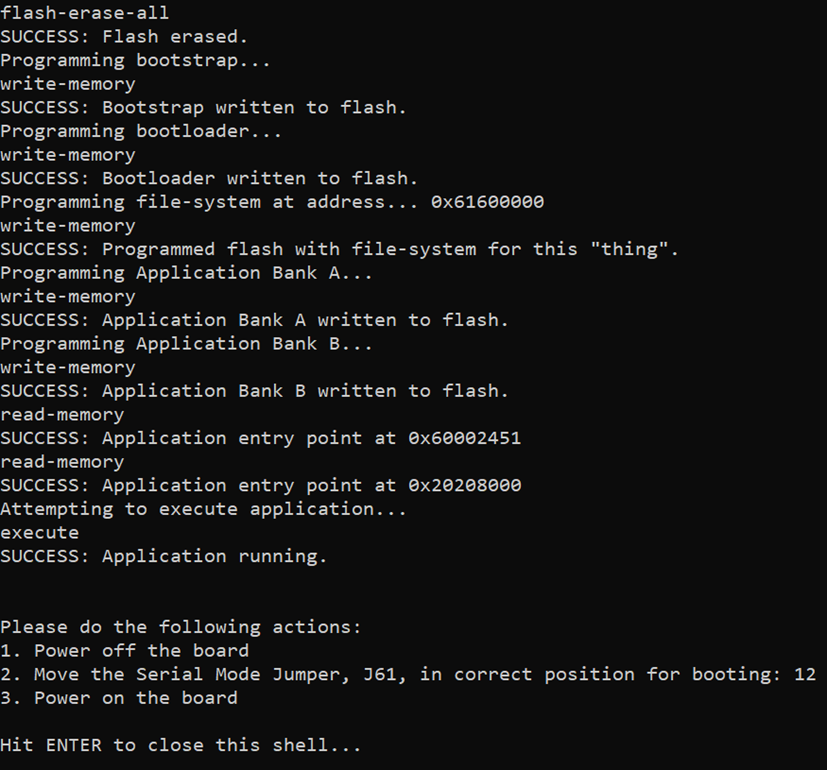 flash-erase-all
SUCCESS: Flash erased.
Programming bootstrap...
write-memory
SUCCESS: Bootstrap written to flash.
Programming bootloader...
write-memory
SUCCESS: Bootloader written to flash.
Programming file-system at address... 0x61600000
write-memory
SUCCESS: Programmed flash with file-system for this "thing".
Programming Application Bank A...
write-memory
SUCCESS: Application Bank A written to flash.
Programming Application Bank B...
write-memory
SUCCESS: Application Bank B written to flash.
read-memory
SUCCESS: Application entry point at 0x60002451
read-memory
SUCCESS: Application entry point at 0x20208000
Attempting to execute application...
execute
SUCCESS: Application running.
Please do the following actions:
1. Power off the board
2. Move the Serial Mode Jumper, J61, in correct position for booting: 12
3. Power on the board
Hit ENTER to close this shell...